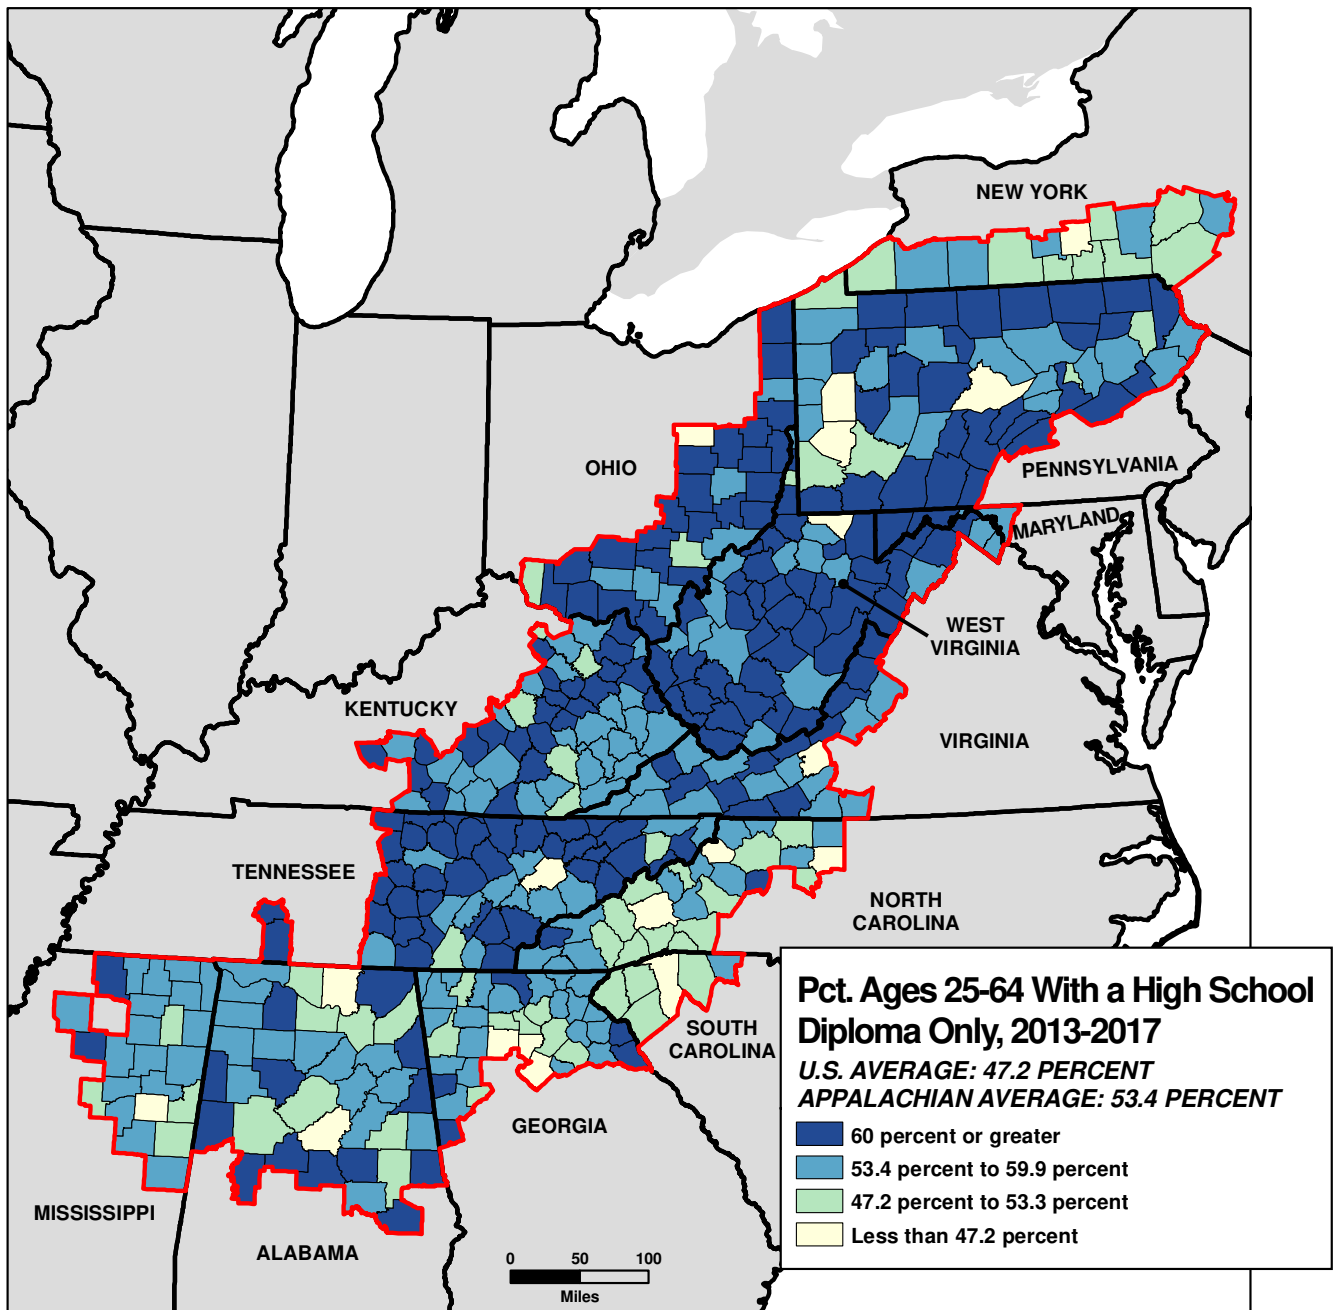 NEW YORK
OHIO
PENNSYLVANIA
MARYLAND
WEST
VIRGINIA
KENTUCKY
VIRGINIA
TENNESSEE
NORTH
CAROLINA
SOUTH
CAROLINA
GEORGIA
MISSISSIPPI
ALABAMA
0 50 100
Miles
Pct. Ages 25-64 With a High School
Diploma Only, 2013-2017
U.S. AVERAGE: 47.2 PERCENT
APPALACHIAN AVERAGE: 53.4 PERCENT
60 percent or greater
53.4 percent to 59.9 percent
47.2 percent to 53.3 percent
Less than 47.2 percent